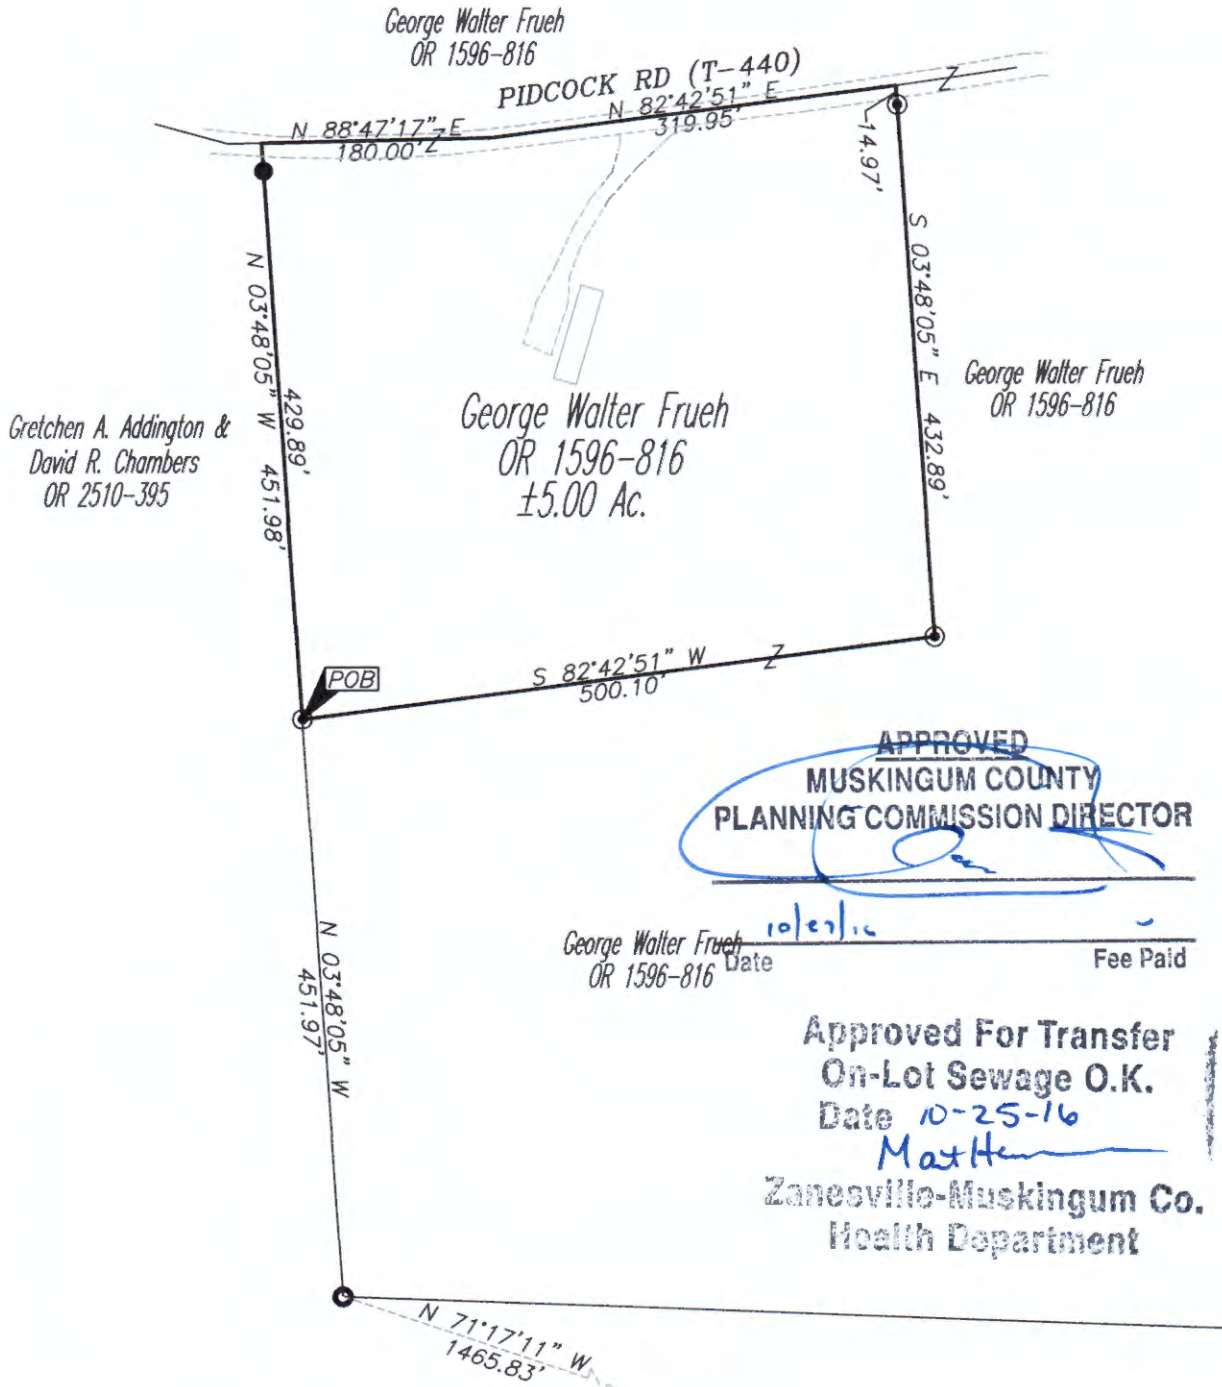 George Walter Frueh
OR 1596-816
PIDCOCK RD (T-440)
N 88°47'17" E
180.00'
Z
N 82°42'51" E
319.95'
Z
14.97'
N 03°48'05" W 451.98'
429.89'
S 03°48'05" E 432.89'
Gretchen A. Addington &
David R. Chambers
OR 2510-395
George Walter Frueh
OR 1596-816
±5.00 Ac.
George Walter Frueh
OR 1596-816
POB
S 82°42'51" W
500.10'
Z
APPROVED
MUSKINGUM COUNTY
PLANNING COMMISSION DIRECTOR
George Walter Frueh
OR 1596-816
Date
Fee Paid
N 03°48'05" W
451.97'
Approved For Transfer
On-Lot Sewage O.K.
Date 10-25-16
Zanesville-Muskingum Co.
Health Department
N 71°17'11" W
1465.83'